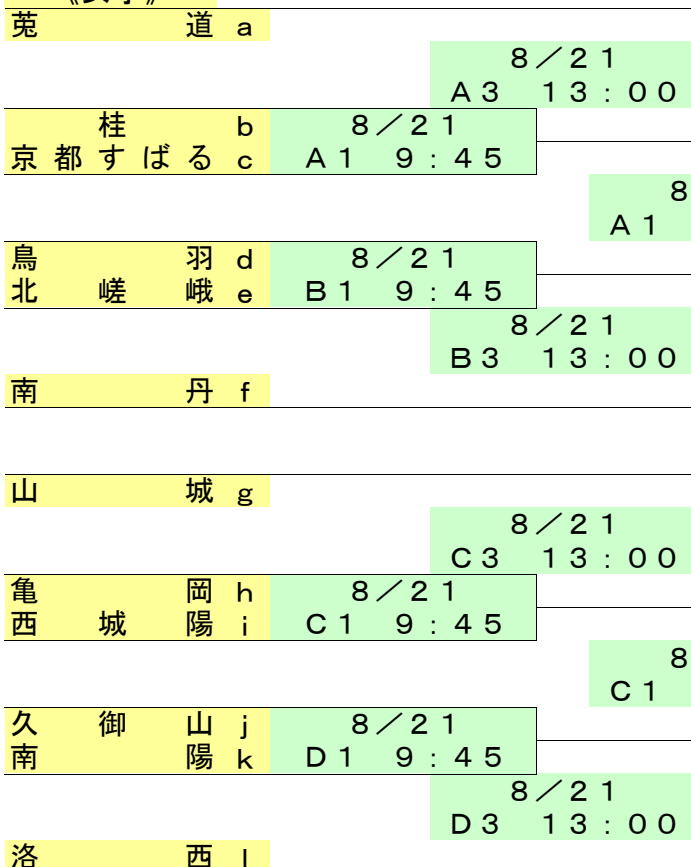 莵道 a
8/21
A3 13:00
桂 b 8/21
京都すばる c A1 9:45
8
A1
鳥羽 d 8/21
北嵯峨 e B1 9:45
8/21
B3 13:00
南丹 f
山城 g
8/21
C3 13:00
亀岡 h 8/21
西城陽 i C1 9:45
8
C1
久御山 j 8/21
南陽 k D1 9:45
8/21
D3 13:00
洛西 l